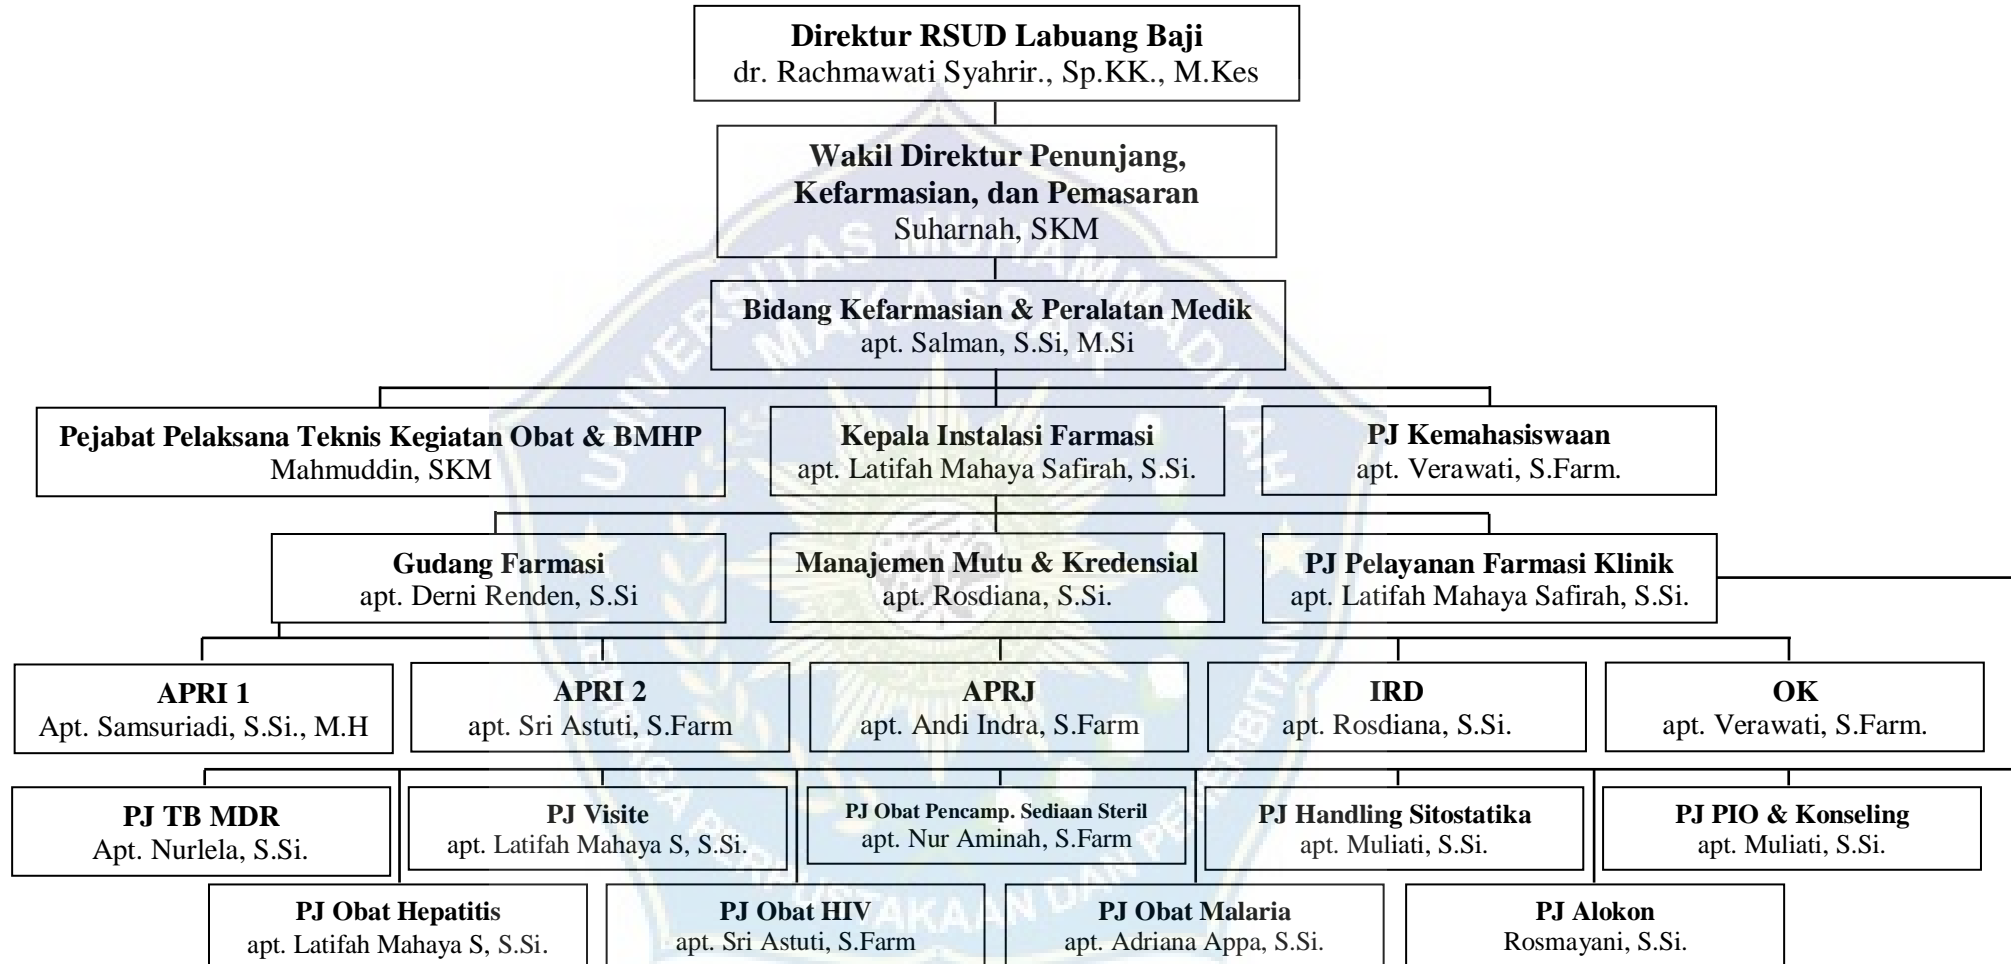 Direktur RSUD Labuang Baji
dr. Rachmawati Syahrir., Sp.KK., M.Kes
Wakil Direktur Penunjang,
Kefarmasian, dan Pemasaran
Suharnah, SKM
Bidang Kefarmasian & Peralatan Medik
apt. Salman, S.Si, M.Si
Pejabat Pelaksana Teknis Kegiatan Obat & BMHP
Mahmuddin, SKM
Kepala Instalasi Farmasi
apt. Latifah Mahaya Safirah, S.Si.
PJ Kemahasiswaan
apt. Verawati, S.Farm.
Gudang Farmasi
apt. Derni Renden, S.Si
Manajemen Mutu & Kredensial
apt. Rosdiana, S.Si.
PJ Pelayanan Farmasi Klinik
apt. Latifah Mahaya Safirah, S.Si.
APRI 1
Apt. Samsuriadi, S.Si., M.H
APRI 2
apt. Sri Astuti, S.Farm
APRJ
apt. Andi Indra, S.Farm
IRD
apt. Rosdiana, S.Si.
OK
apt. Verawati, S.Farm.
PJ TB MDR
Apt. Nurlela, S.Si.
PJ Visite
apt. Latifah Mahaya S, S.Si.
PJ Obat Pencamp. Sediaan Steril
apt. Nur Aminah, S.Farm
PJ Handling Sitostatika
apt. Muliati, S.Si.
PJ PIO & Konseling
apt. Muliati, S.Si.
PJ Obat Hepatitis
apt. Latifah Mahaya S, S.Si.
PJ Obat HIV
apt. Sri Astuti, S.Farm
PJ Obat Malaria
apt. Adriana Appa, S.Si.
PJ Alokon
Rosmayani, S.Si.
UNIVERSITAS MUHAMMADIYAH
MAKASSAR
LEMBAGA PERPUSTAKAAN DAN PENERBITAN